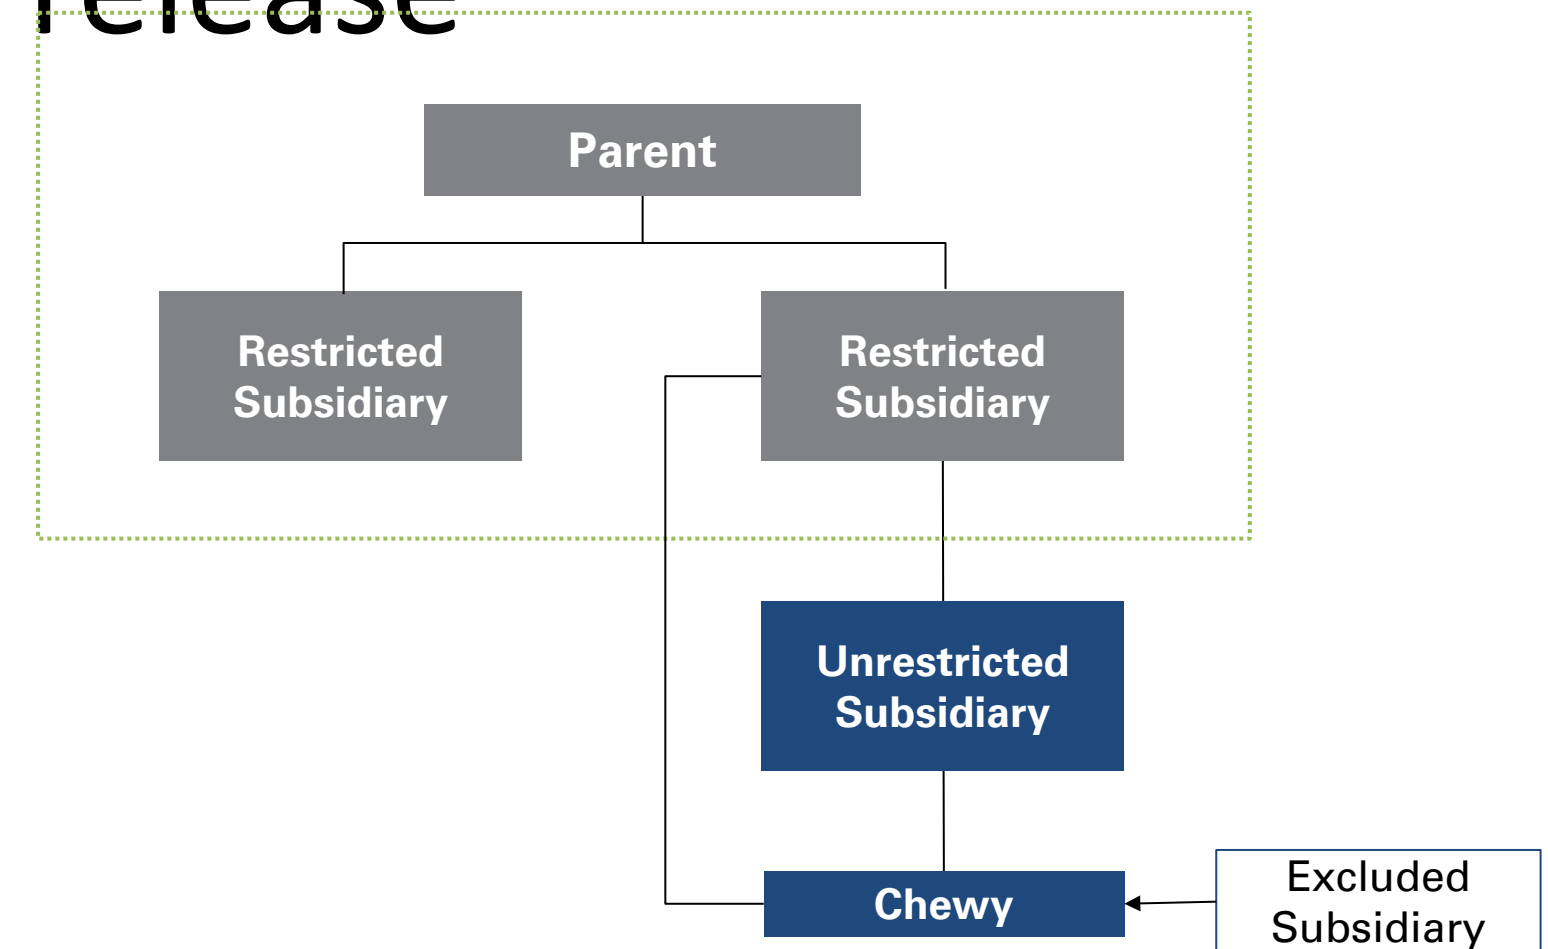 release
Parent
Restricted
Subsidiary
Restricted
Subsidiary
Unrestricted
Subsidiary
Chewy
Excluded
Subsidiary